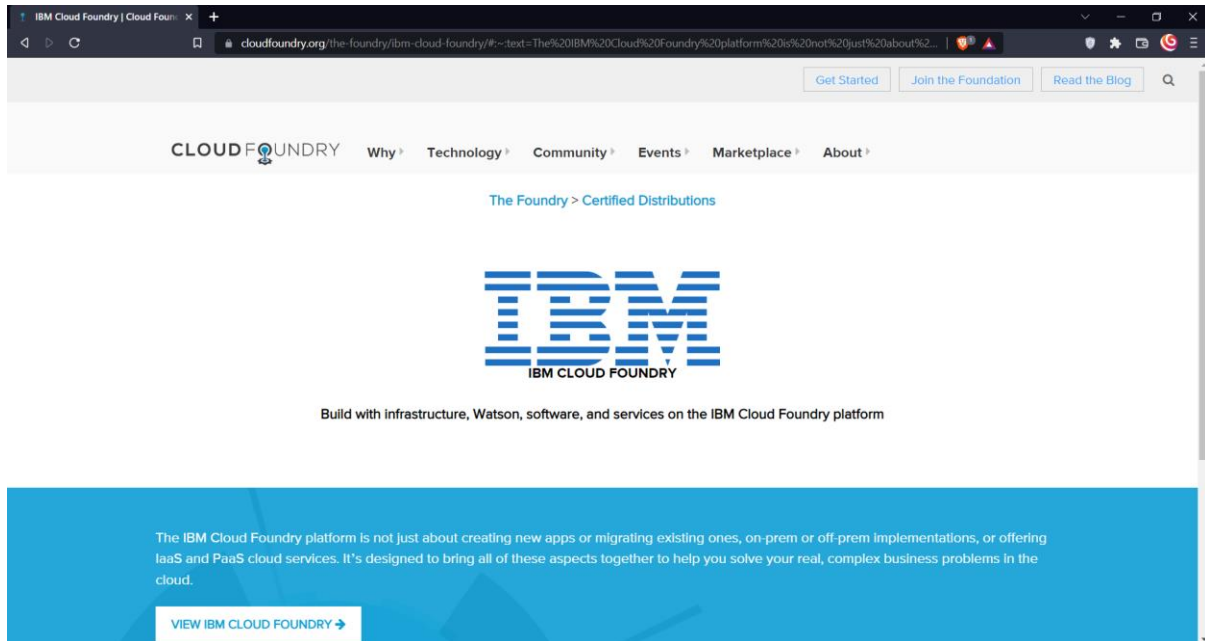 IBM Cloud Foundry | Cloud Foun
cloudfoundry.org/the-foundry/ibm-cloud-foundry/#:~:text=The%20IBM%20Cloud%20Foundry%20platform%20is%20not%20just%20about%2...
Get Started Join the Foundation Read the Blog
CLOUDFOUNDRY Why Technology Community Events Marketplace About
The Foundry > Certified Distributions
IBM
IBM CLOUD FOUNDRY
Build with infrastructure, Watson, software, and services on the IBM Cloud Foundry platform
The IBM Cloud Foundry platform is not just about creating new apps or migrating existing ones, on-prem or off-prem implementations, or offering
IaaS and PaaS cloud services. It's designed to bring all of these aspects together to help you solve your real, complex business problems in the
cloud.
VIEW IBM CLOUD FOUNDRY →